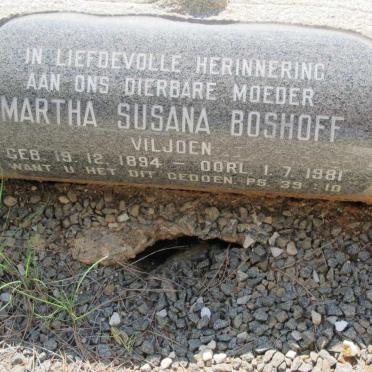 IN LIEFDEVOLLE HERINNERING
AAN ONS DIERBARE MOEDER
MARTHA SUSANA BOSHOFF
VILJOEN
GEB. 19.12.1894 – OORL. 1.7.1981
WANT U HET DIT GEDOEN. PS. 39:10